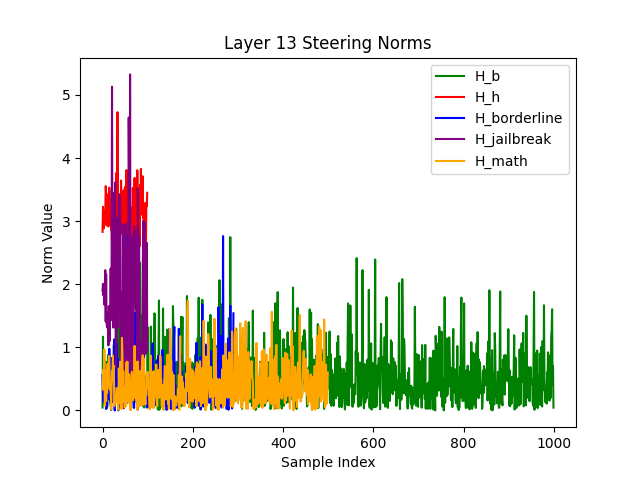 Layer 13 Steering Norms
H_b
H_h
H_borderline
H_jailbreak
H_math
Norm Value
5
4
3
2
1
0
0 200 400 600 800 1000
Sample Index